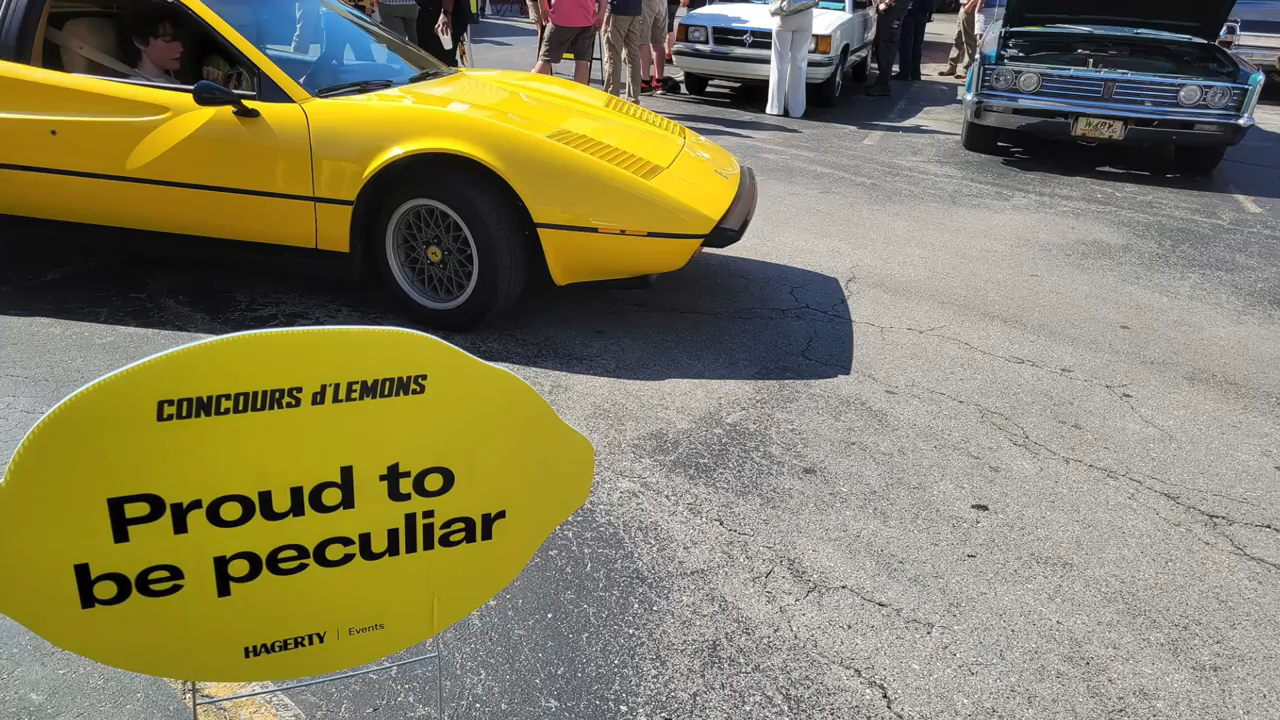 CONCOURS d'LEMONS
Proud to
be peculiar
HAGERTY | Events